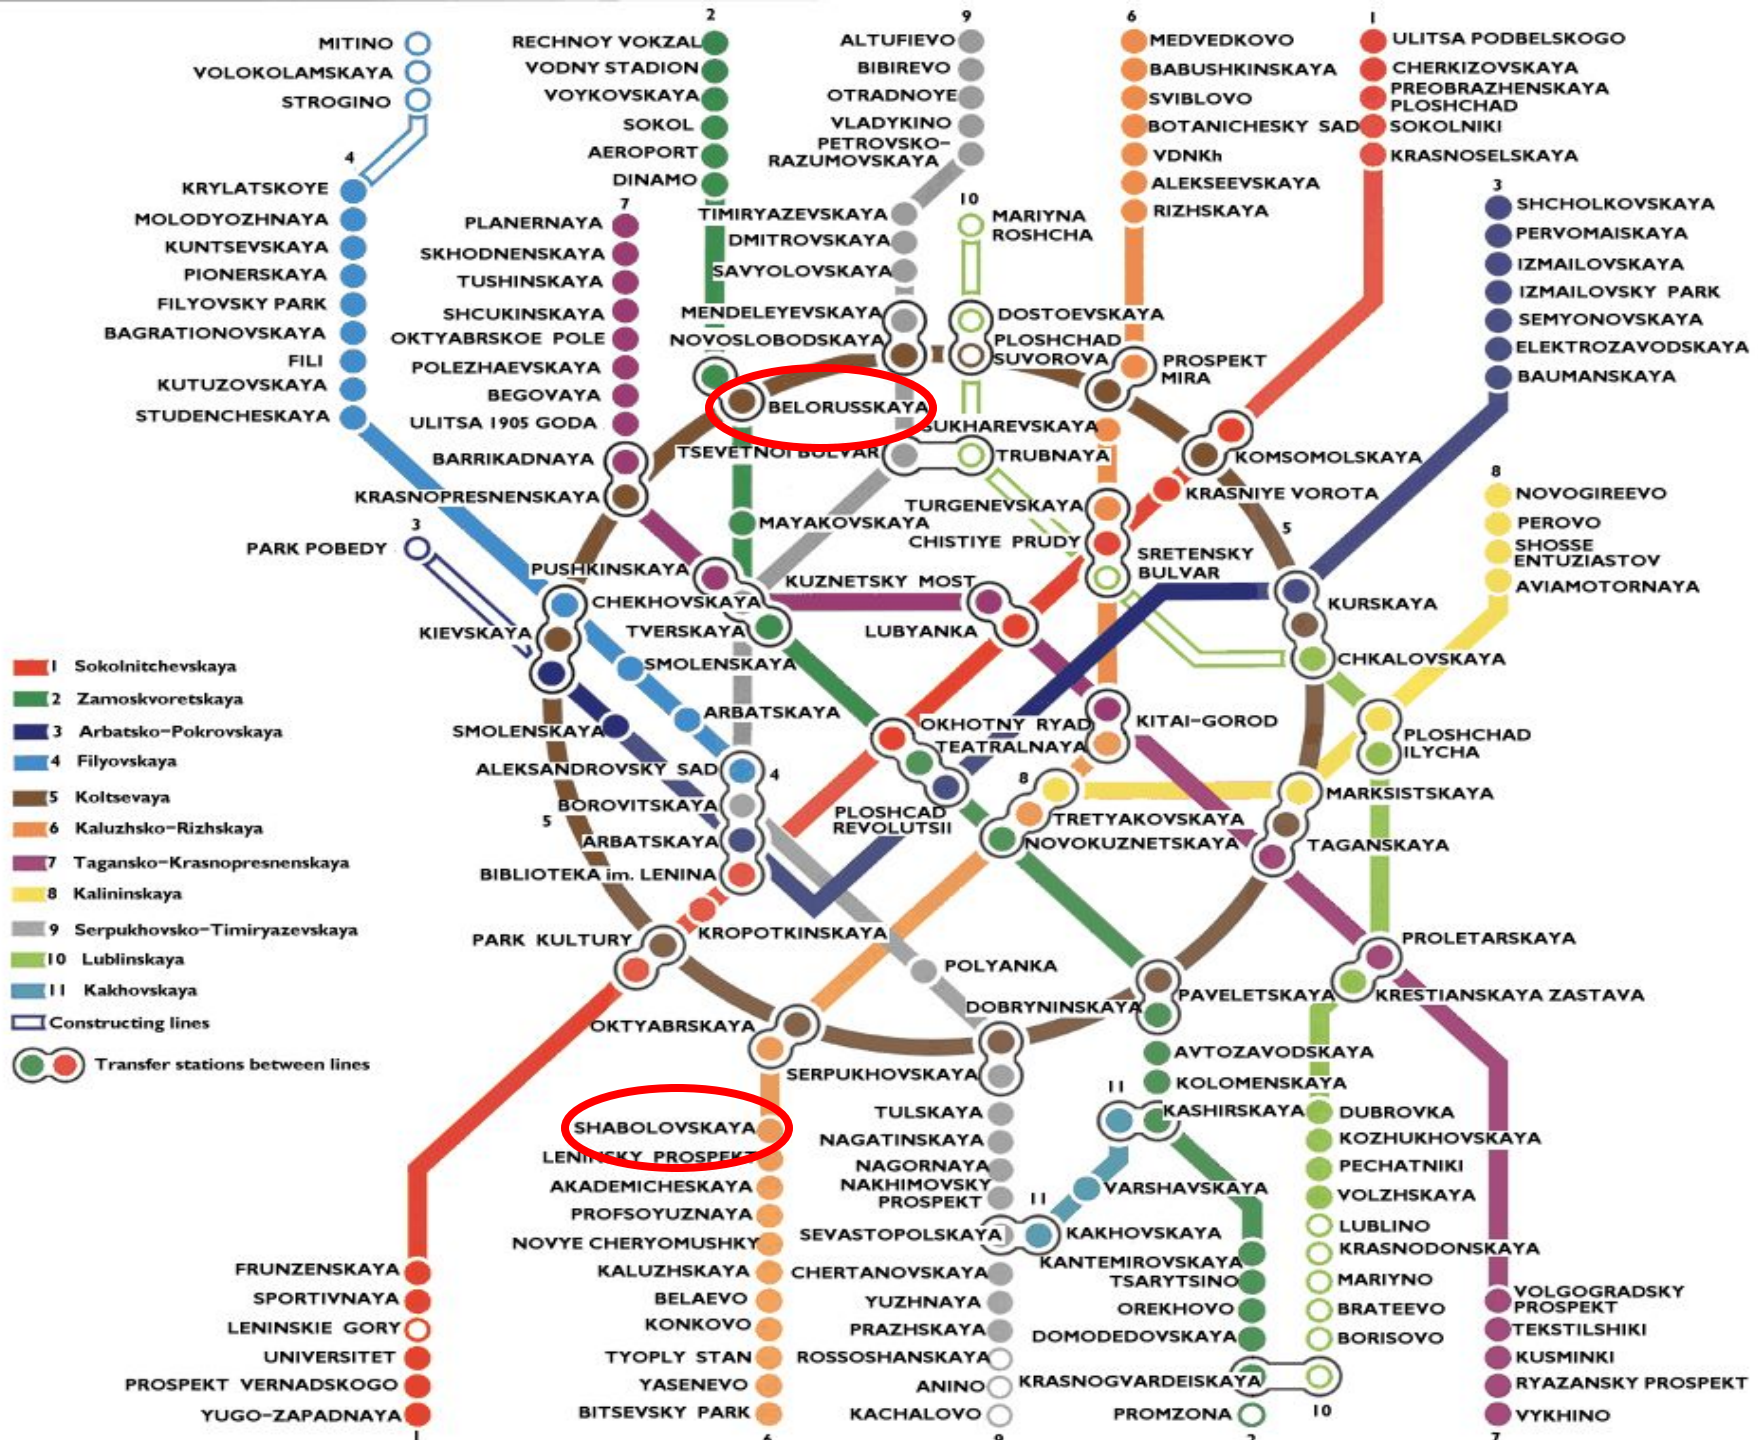 2
9
6
1
MITINO
VOLOKOLAMSKAYA
STROGINO
4
KRYLATSKOYE
MOLODYOZHNAYA
KUNTSEVSKAYA
PIONERSKAYA
FILYOVSKY PARK
BAGRATIONOVSKAYA
FILI
KUTUZOVSKAYA
STUDENCHESKAYA
RECHNOY VOKZAL
VODNY STADION
VOYKOVSKAYA
SOKOL
AEROPORT
DINAMO
7
PLANERNAYA
SKHODNENSKAYA
TUSHINSKAYA
SHCUKINSKAYA
OKTYABRSKOE POLE
POLEZHAEVSKAYA
BEGOVAYA
ULITSA 1905 GODA
BARRIKADNAYA
KRASNOPRESNENSKAYA
ALTUFIEVO
BIBIREVO
OTRADNOYE
VLADYKINO
PETROVSKO-
RAZUMOVSKAYA
TIMIRYAZEVSKAYA
DMITROVSKAYA
SAVYOLOVSKAYA
MENDELEYEVSKAYA
NOVOSLOBODSKAYA
10
MARIYNA
ROSHCHA
DOSTOEVSKAYA
PLOSHCHAD
SUVOROVA
MEDVEDKOVO
BABUSHKINSKAYA
SVIBLOVO
BOTANICHESKY SAD
VDNKh
ALEKSEEVSKAYA
RIZHSKAYA
PROSPEKT
MIRA
ULITSA PODBELSKOGO
CHERKIZOVSKAYA
PREOBRAZHENSKAYA
PLOSHCHAD
SOKOLNIKI
KRASNOSELSKAYA
3
SHCHOLKOVSKAYA
PERVOMAISKAYA
IZMAILOVSKAYA
IZMAILOVSKY PARK
SEMYONOVSKAYA
ELEKTROZAVODSKAYA
BAUMANSKAYA
BELORUSSKAYA
SUKHAREVSKAYA
TSEVETNOI BULVAR
TRUBNAYA
KOMSOMOLSKAYA
KRASNIYE VOROTA
TURGENEVSKAYA
CHISTIYE PRUDY
SRETENSKY
BULVAR
5
8
NOVOGIREEVO
PEROVO
SHOSSE
ENTUZIASTOV
AVIAMOTORNAYA
3
PARK POBEDY
MAYAKOVSKAYA
PUSHKINSKAYA
CHEKHOVSKAYA
TVERSKAYA
KUZNETSKY MOST
LUBYANKA
KURSKAYA
CHKALOVSKAYA
KIEVSKAYA
SMOLENSKAYA
ARBATSKAYA
SMOLENSKAYA
ALEKSANDROVSKY SAD
4
BOROVITSKAYA
ARBATSKAYA
BIBLIOTEKA im. LENINA
5
OKHOTNY RYAD
TEATRALNAYA
PLOSHCAD
REVOLUTSII
KITAI-GOROD
8
TRETYAKOVSKAYA
NOVOKUZNETSKAYA
PLOSHCHAD
ILYCHA
MARKSISTSKAYA
TAGANSKAYA
PARK KULTURY
KROPOTKINSKAYA
POLYANKA
PROLETARSKAYA
KRESTIANSKAYA ZASTAVA
OKTYABRSKAYA
DOBRYNINSKAYA
PAVELETSKAYA
SERPUKHOVSKAYA
1 Sokolnitchevskaya
2 Zamoskvoretskaya
3 Arbatsko-Pokrovskaya
4 Filyovskaya
5 Koltsevaya
6 Kaluzhsko-Rizhskaya
7 Tagansko-Krasnopresnenskaya
8 Kalininskaya
9 Serpukhovsko-Timiryazevskaya
10 Lublinskaya
11 Kakhovskaya
Constructing lines
Transfer stations between lines
FRUNZENSKAYA
SPORTIVNAYA
LENINSKIE GORY
UNIVERSITET
PROSPEKT VERNADSKOGO
YUGO-ZAPADNAYA
1
SHABOLOVSKAYA
LENINSKY PROSPEKT
AKADEMICHESKAYA
PROFSOYUZNAYA
NOVYE CHERYOMUSHKY
KALUZHSKAYA
BELAEVO
KONKOVO
TYOPLY STAN
YASENEVO
BITSEVSKY PARK
6
TULSKAYA
NAGATINSKAYA
NAGORNAYA
NAKHIMOVSKY
PROSPEKT
SEVASTOPOLSKAYA
CHERTANOVSKAYA
YUZHNAYA
PRAZHSKAYA
ROSSOSHANSKAYA
ANINO
KACHALOVO
9
AVTOZAVODSKAYA
KOLOMENSKAYA
11
KASHIRSKAYA
VARSHAVSKAYA
11
KAKHOVSKAYA
KANTEMIROVSKAYA
TSARYTSINO
OREKHOVO
DOMODEDOVSKAYA
KRASNOGVARDEISKAYA
PROMZONA
2
DUBROVKA
KOZHUKHOVSKAYA
PECHATNIKI
VOLZHSKAYA
LUBLINO
KRASNODONSKAYA
MARIYNO
BRATEEVO
BORISOVO
10
VOLGOGRADSKY
PROSPEKT
TEKSTILSHIKI
KUSMINKI
RYAZANSKY PROSPEKT
VYKHINO
7